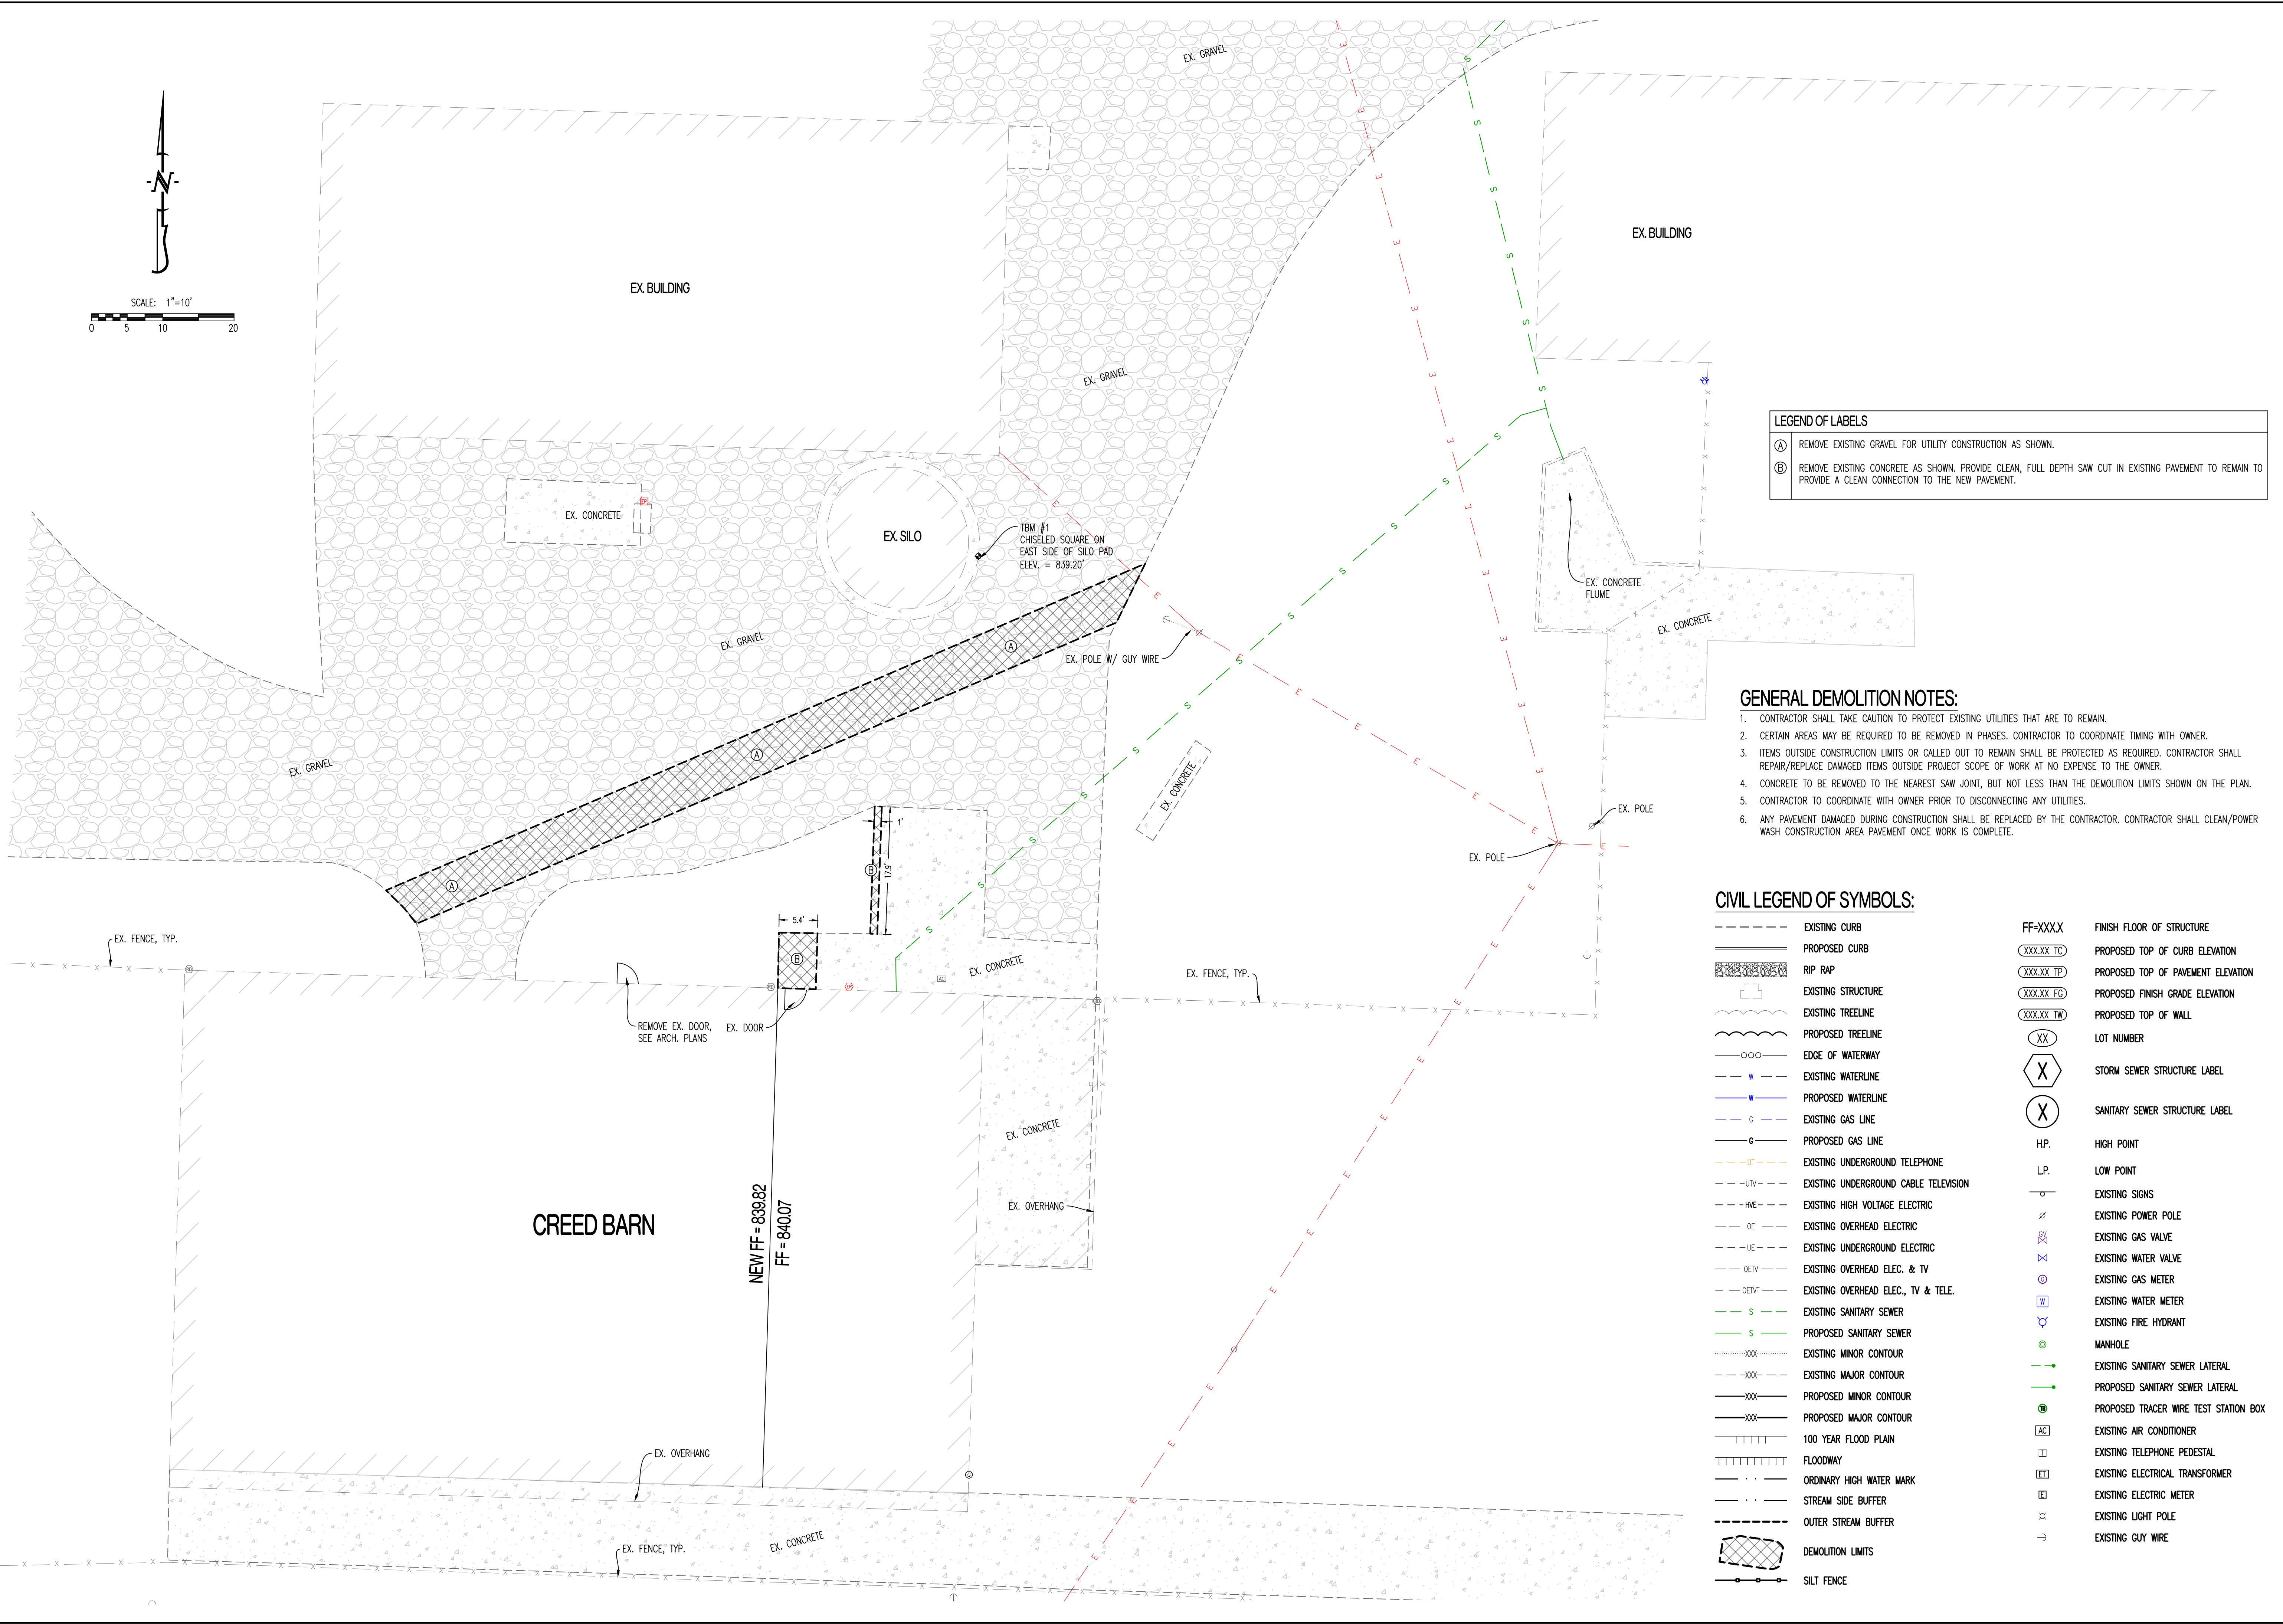 EX. GRAVEL
N
SCALE: 1"=10'
0 5 10 20
EX. BUILDING
EX. BUILDING
EX. GRAVEL
LEGEND OF LABELS
A REMOVE EXISTING GRAVEL FOR UTILITY CONSTRUCTION AS SHOWN.
B REMOVE EXISTING CONCRETE AS SHOWN. PROVIDE CLEAN, FULL DEPTH SAW CUT IN EXISTING PAVEMENT TO REMAIN TO
PROVIDE A CLEAN CONNECTION TO THE NEW PAVEMENT.
EX. CONCRETE
EX. SILO
TBM #1
CHISELED SQUARE ON
EAST SIDE OF SILO PAD
ELEV. = 839.20'
EX. CONCRETE
FLUME
EX. CONCRETE
EX. GRAVEL
A
EX. POLE W/ GUY WIRE
A
EX. GRAVEL
EX. CONCRETE
GENERAL DEMOLITION NOTES:
1. CONTRACTOR SHALL TAKE CAUTION TO PROTECT EXISTING UTILITIES THAT ARE TO REMAIN.
2. CERTAIN AREAS MAY BE REQUIRED TO BE REMOVED IN PHASES. CONTRACTOR TO COORDINATE TIMING WITH OWNER.
3. ITEMS OUTSIDE CONSTRUCTION LIMITS OR CALLED OUT TO REMAIN SHALL BE PROTECTED AS REQUIRED. CONTRACTOR SHALL
REPAIR/REPLACE DAMAGED ITEMS OUTSIDE PROJECT SCOPE OF WORK AT NO EXPENSE TO THE OWNER.
4. CONCRETE TO BE REMOVED TO THE NEAREST SAW JOINT, BUT NOT LESS THAN THE DEMOLITION LIMITS SHOWN ON THE PLAN.
5. CONTRACTOR TO COORDINATE WITH OWNER PRIOR TO DISCONNECTING ANY UTILITIES.
6. ANY PAVEMENT DAMAGED DURING CONSTRUCTION SHALL BE REPLACED BY THE CONTRACTOR. CONTRACTOR SHALL CLEAN/POWER
WASH CONSTRUCTION AREA PAVEMENT ONCE WORK IS COMPLETE.
EX. POLE
EX. POLE
1'
17.9'
B
A
5.4'
B
EX. FENCE, TYP.
AC
EX. CONCRETE
EX. FENCE, TYP.
REMOVE EX. DOOR,
SEE ARCH. PLANS
EX. DOOR
EX. CONCRETE
EX. OVERHANG
CREED BARN
NEW FF = 839.82
FF = 840.07
EX. OVERHANG
EX. FENCE, TYP.
EX. CONCRETE
CIVIL LEGEND OF SYMBOLS:
EXISTING CURB
PROPOSED CURB
RIP RAP
EXISTING STRUCTURE
EXISTING TREELINE
PROPOSED TREELINE
EDGE OF WATERWAY
W EXISTING WATERLINE
W PROPOSED WATERLINE
G EXISTING GAS LINE
G PROPOSED GAS LINE
UT EXISTING UNDERGROUND TELEPHONE
UTV EXISTING UNDERGROUND CABLE TELEVISION
HVE EXISTING HIGH VOLTAGE ELECTRIC
OE EXISTING OVERHEAD ELECTRIC
UE EXISTING UNDERGROUND ELECTRIC
OETV EXISTING OVERHEAD ELEC. & TV
OETVT EXISTING OVERHEAD ELEC., TV & TELE.
S EXISTING SANITARY SEWER
S PROPOSED SANITARY SEWER
XXX EXISTING MINOR CONTOUR
XXX EXISTING MAJOR CONTOUR
XXX PROPOSED MINOR CONTOUR
XXX PROPOSED MAJOR CONTOUR
100 YEAR FLOOD PLAIN
FLOODWAY
ORDINARY HIGH WATER MARK
STREAM SIDE BUFFER
OUTER STREAM BUFFER
DEMOLITION LIMITS
SILT FENCE
FF=XXX.X FINISH FLOOR OF STRUCTURE
XXX.XX TC PROPOSED TOP OF CURB ELEVATION
XXX.XX TP PROPOSED TOP OF PAVEMENT ELEVATION
XXX.XX FG PROPOSED FINISH GRADE ELEVATION
XXX.XX TW PROPOSED TOP OF WALL
XX LOT NUMBER
X STORM SEWER STRUCTURE LABEL
X SANITARY SEWER STRUCTURE LABEL
H.P. HIGH POINT
L.P. LOW POINT
EXISTING SIGNS
EXISTING POWER POLE
GV EXISTING GAS VALVE
EXISTING WATER VALVE
G EXISTING GAS METER
W EXISTING WATER METER
EXISTING FIRE HYDRANT
MANHOLE
EXISTING SANITARY SEWER LATERAL
PROPOSED SANITARY SEWER LATERAL
PROPOSED TRACER WIRE TEST STATION BOX
AC EXISTING AIR CONDITIONER
T EXISTING TELEPHONE PEDESTAL
ET EXISTING ELECTRICAL TRANSFORMER
E EXISTING ELECTRIC METER
EXISTING LIGHT POLE
EXISTING GUY WIRE